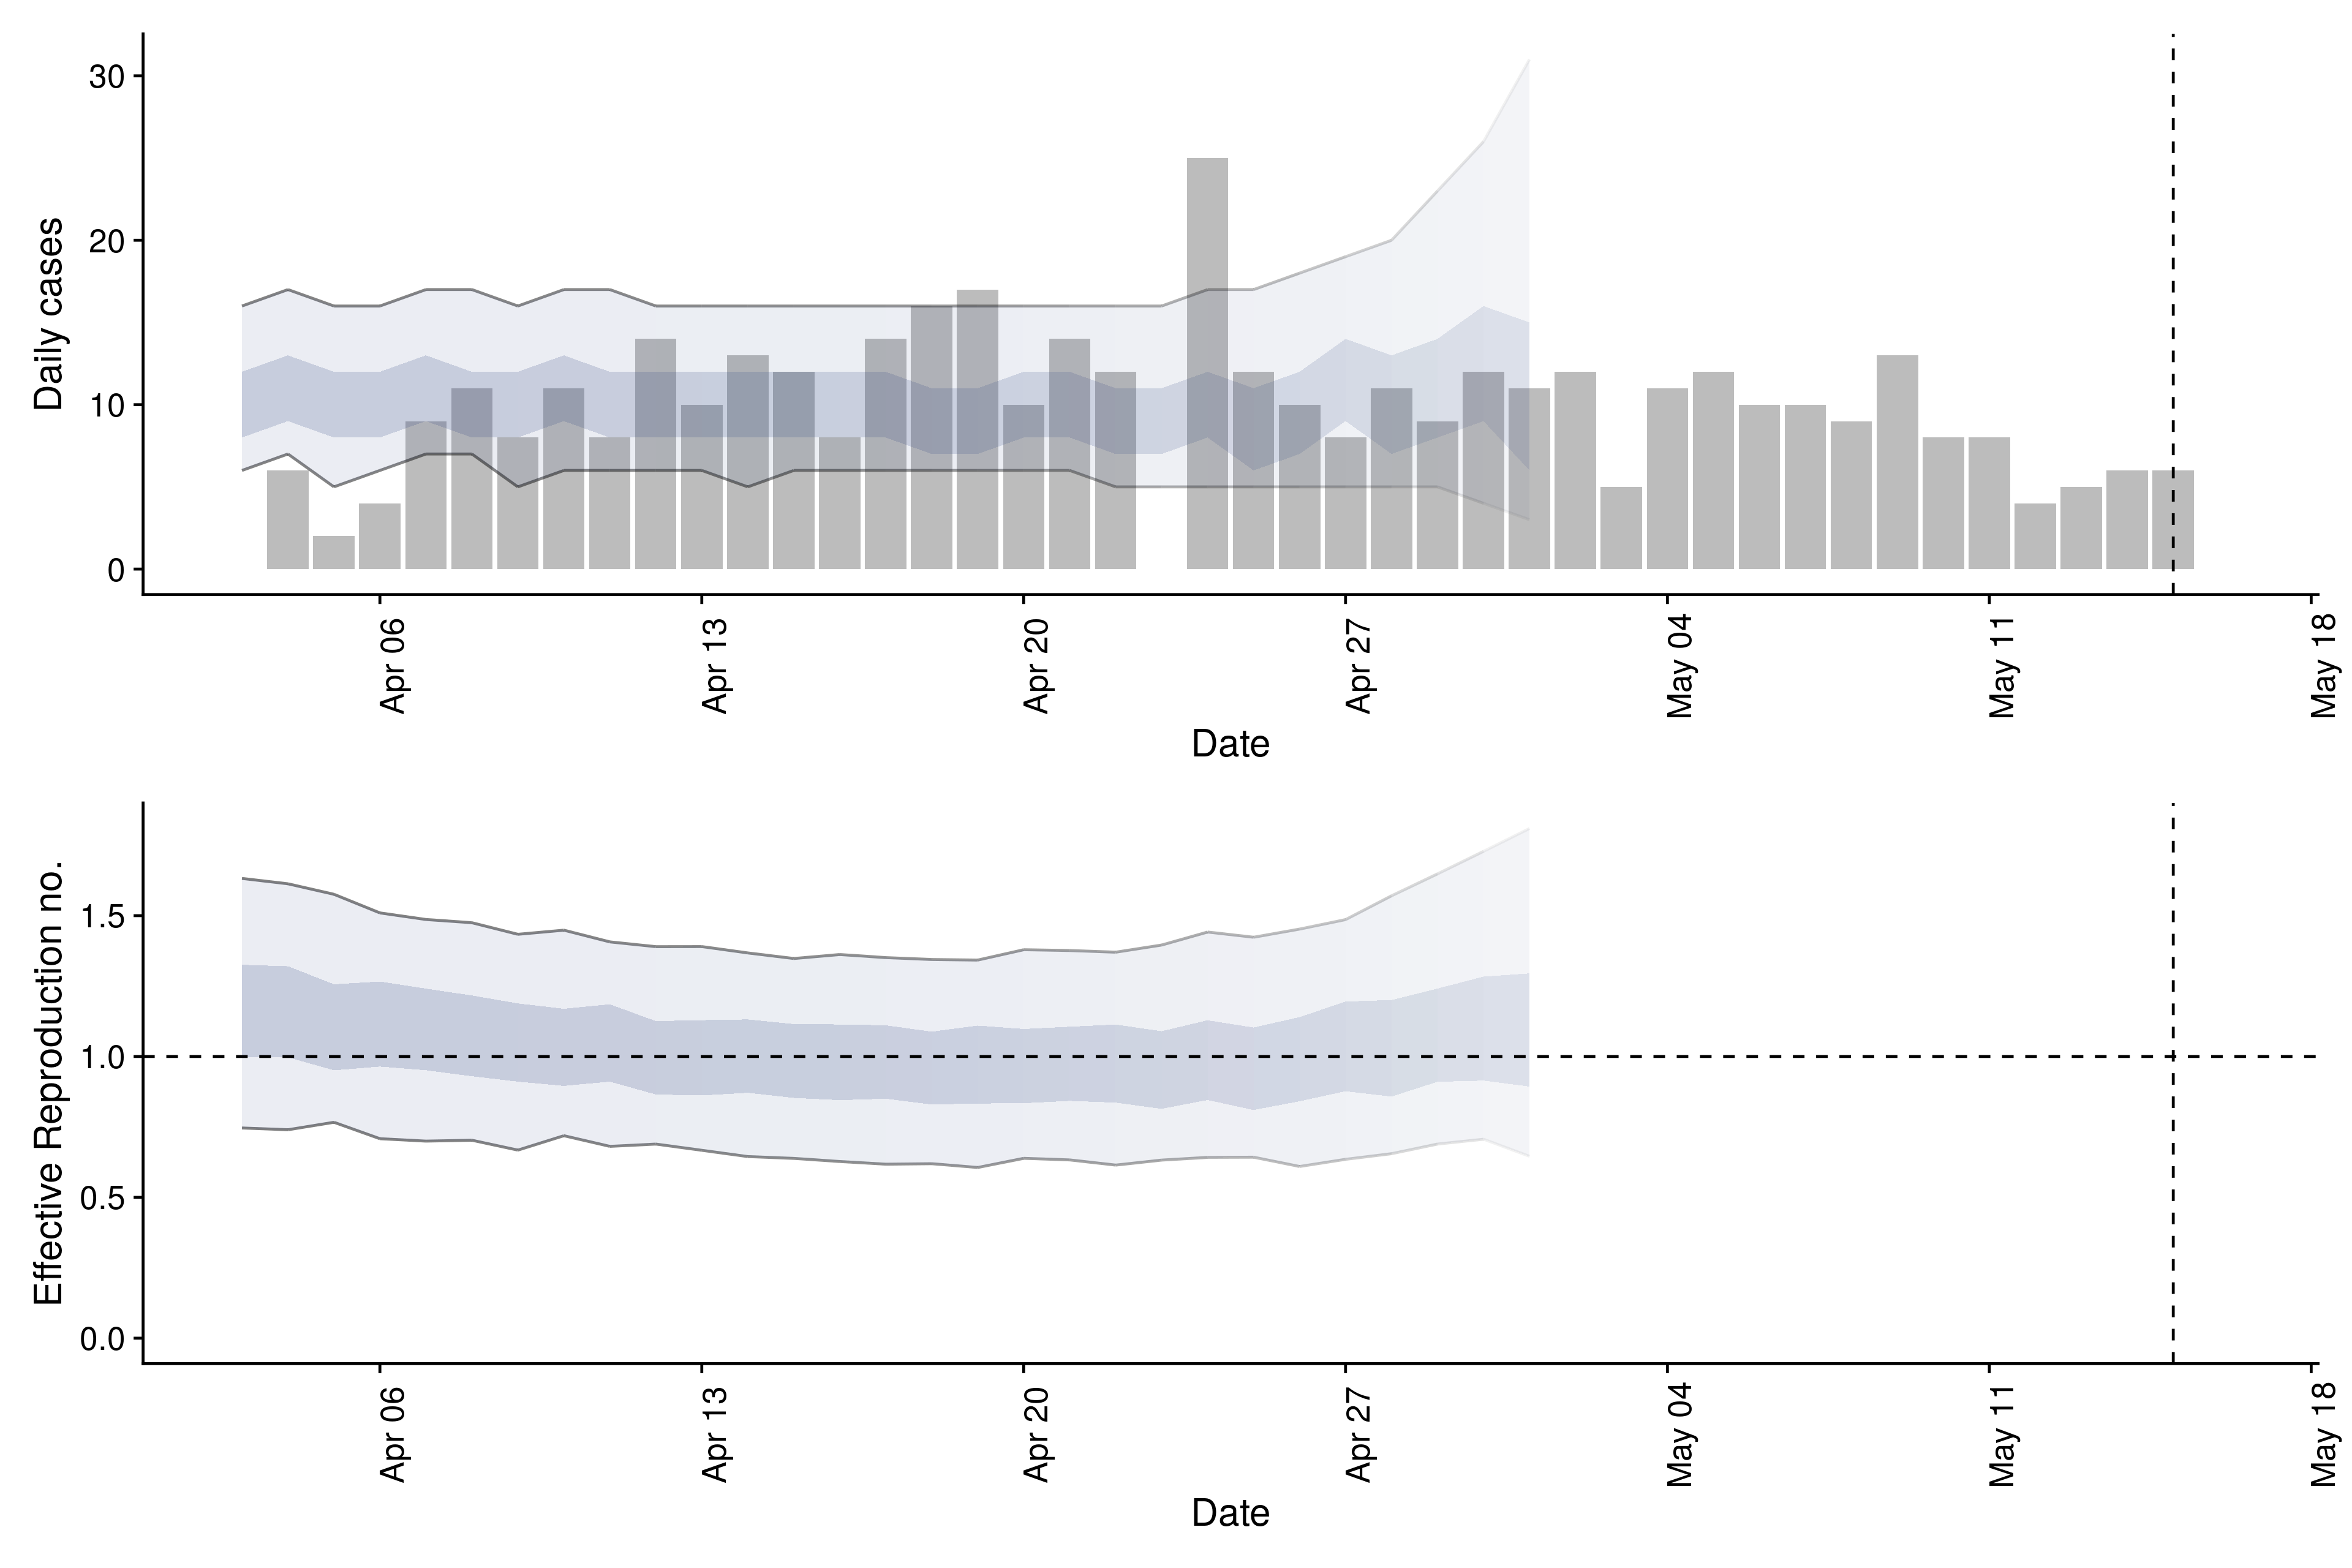 30
20
10
0
Daily cases
Apr 06
Apr 13
Apr 20
Apr 27
May 04
May 11
May 18
Date
1.5
1.0
0.5
0.0
Effective Reproduction no.
Apr 06
Apr 13
Apr 20
Apr 27
May 04
May 11
May 18
Date